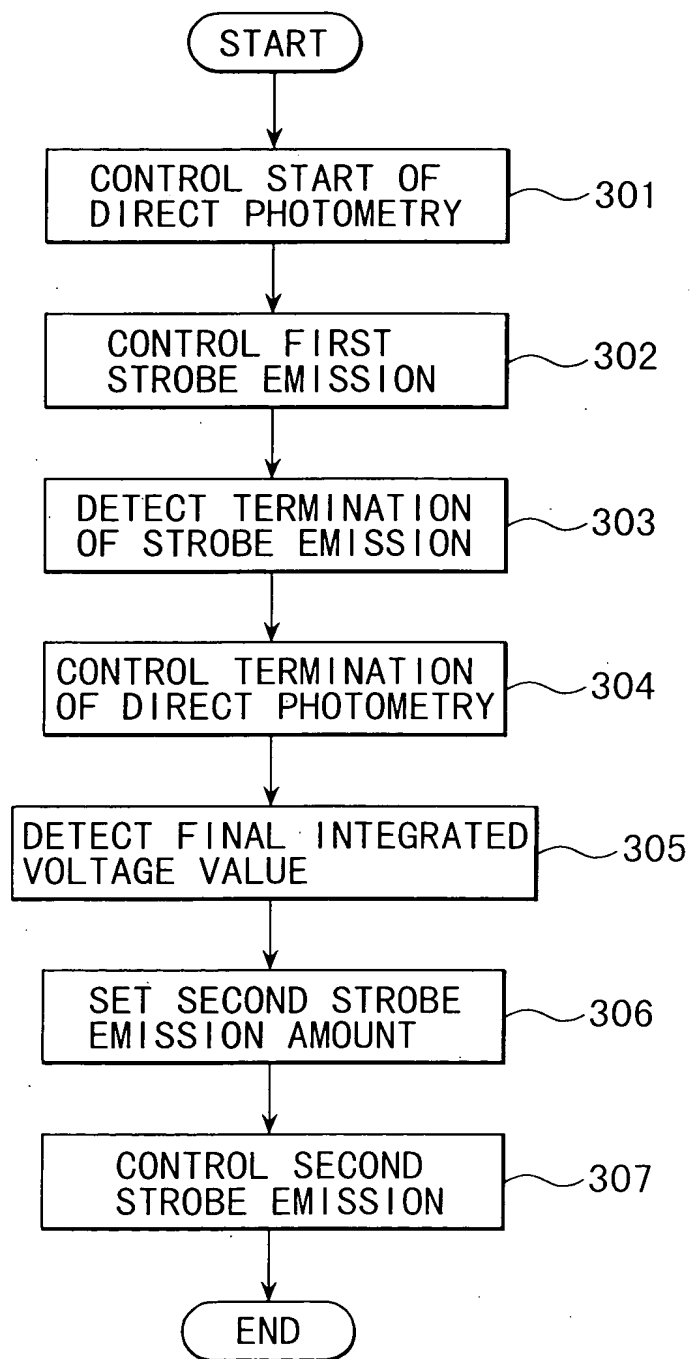 START
CONTROL START OF
DIRECT PHOTOMETRY
301
CONTROL FIRST
STROBE EMISSION
302
DETECT TERMINATION
OF STROBE EMISSION
303
CONTROL TERMINATION
OF DIRECT PHOTOMETRY
304
DETECT FINAL INTEGRATED
VOLTAGE VALUE
305
SET SECOND STROBE
EMISSION AMOUNT
306
CONTROL SECOND
STROBE EMISSION
307
END